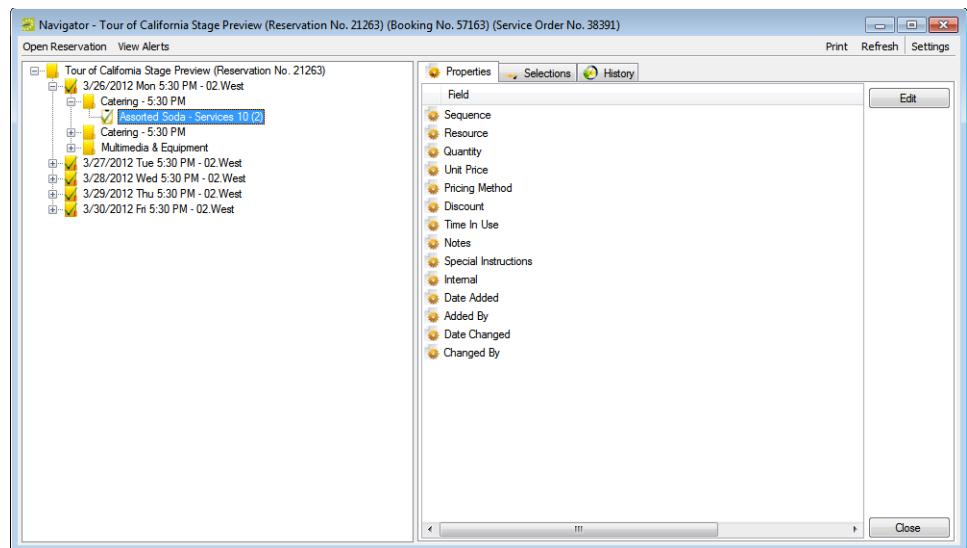 Navigator - Tour of California Stage Preview (Reservation No. 21263) (Booking No. 57163) (Service Order No. 38391)
Open Reservation View Alerts Print Refresh Settings
Tour of California Stage Preview (Reservation No. 21263)
3/26/2012 Mon 5:30 PM - 02.West
Catering - 5:30 PM
Assorted Soda - Services 10 (2)
Catering - 5:30 PM
Multimedia & Equipment
3/27/2012 Tue 5:30 PM - 02.West
3/28/2012 Wed 5:30 PM - 02.West
3/29/2012 Thu 5:30 PM - 02.West
3/30/2012 Fri 5:30 PM - 02.West
Properties Selections History
Field
Sequence
Resource
Quantity
Unit Price
Pricing Method
Discount
Time In Use
Notes
Special Instructions
Internal
Date Added
Added By
Date Changed
Changed By
Edit
Close